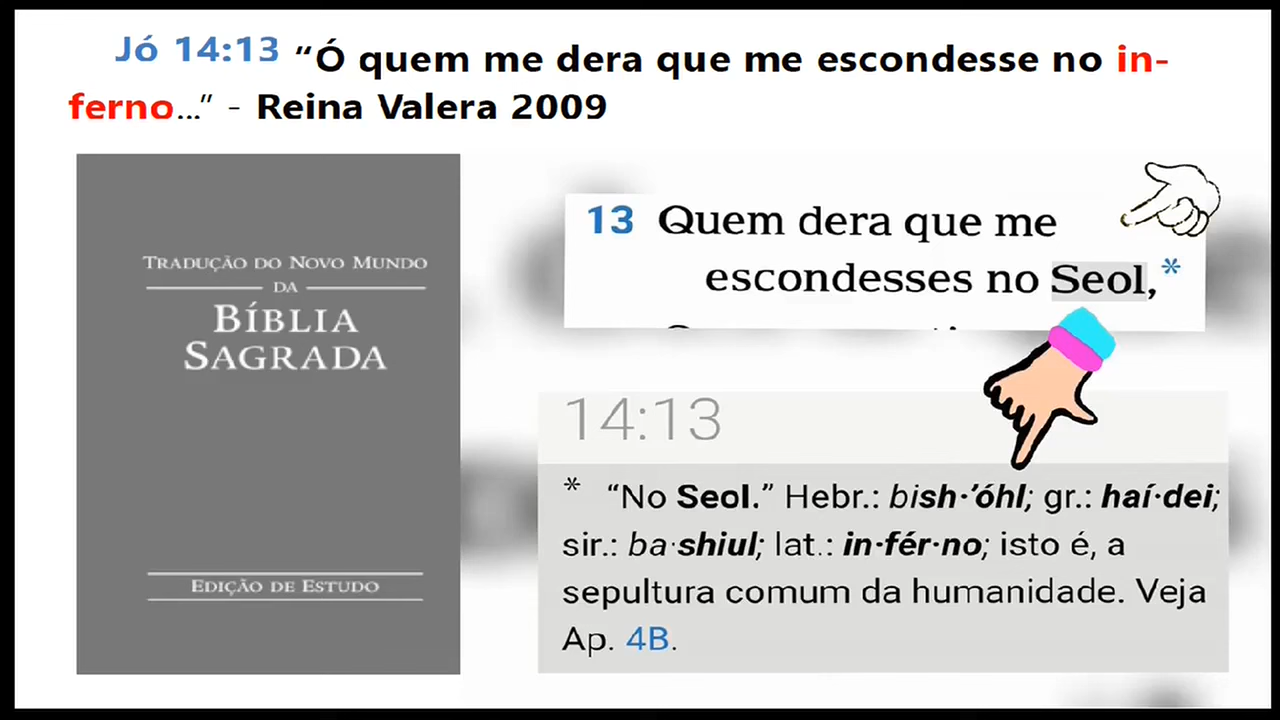 Jó 14:13 “Ó quem me dera que me escondesse no in-
ferno...” - Reina Valera 2009
TRADUÇÃO DO NOVO MUNDO
DA
BÍBLIA
SAGRADA
EDIÇÃO DE ESTUDO
13 Quem dera que me
escondesses no Seol,*
14:13
* “No Seol.” Hebr.: bish·’óhl; gr.: haí·dei;
sir.: ba·shiul; lat.: in·fér·no; isto é, a
sepultura comum da humanidade. Veja
Ap. 4B.